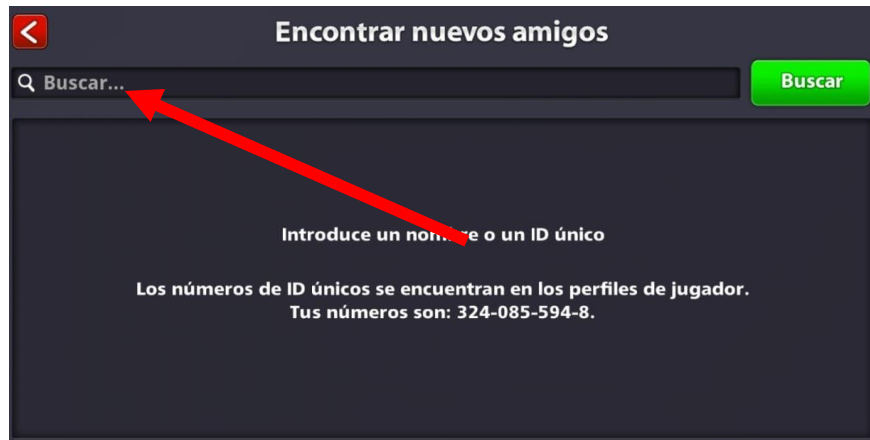 Encontrar nuevos amigos
Buscar...
Buscar
Introduce un nombre o un ID único
Los números de ID únicos se encuentran en los perfiles de jugador.
Tus números son: 324-085-594-8.